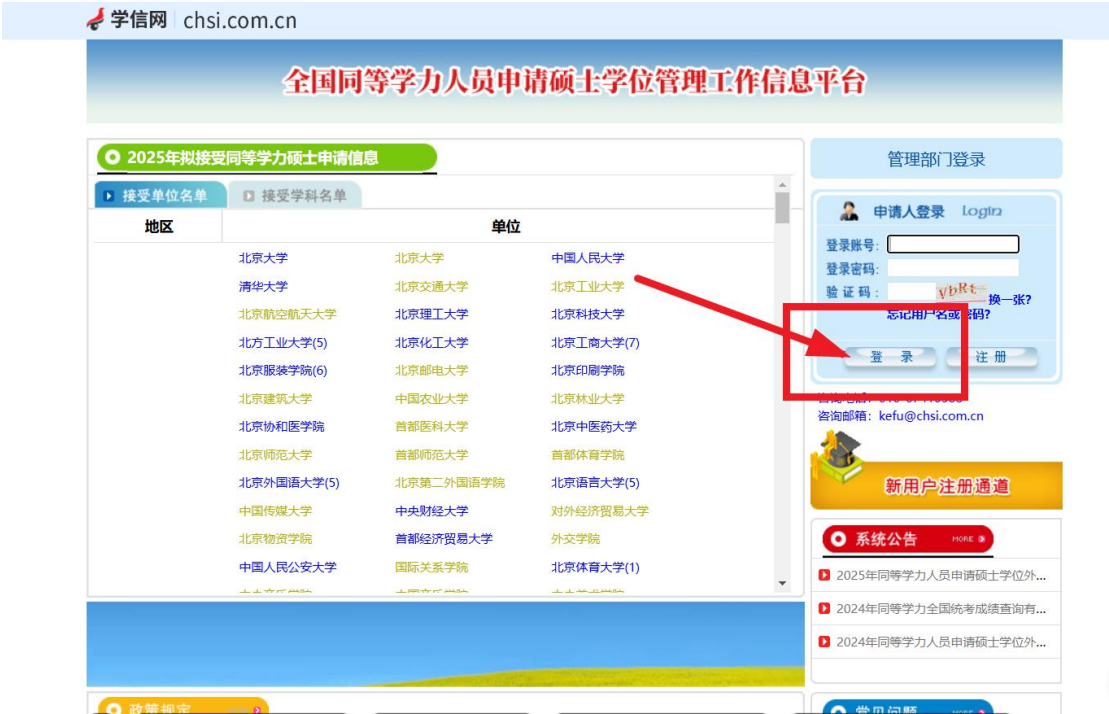 学信网 chsi.com.cn
全国同等学力人员申请硕士学位管理工作信息平台
2025年拟接受同等学力硕士申请信息
接受单位名单 接受学科名单
地区 单位
北京大学 北京大学 中国人民大学
清华大学 北京交通大学 北京工业大学
北京航空航天大学 北京理工大学 北京科技大学
北方工业大学(5) 北京化工大学 北京工商大学(7)
北京服装学院(6) 北京邮电大学 北京印刷学院
北京建筑大学 中国农业大学 北京林业大学
北京协和医学院 首都医科大学 北京中医药大学
北京师范大学 首都师范大学 首都体育学院
北京外国语大学(5) 北京第二外国语学院 北京语言大学(5)
中国传媒大学 中央财经大学 对外经济贸易大学
北京物资学院 首都经济贸易大学 外交学院
中国人民公安大学 国际关系学院 北京体育大学(1)
管理部门登录
申请人登录 Login
登录账号:
登录密码:
验证码: VbRt 换一张?
忘记用户名或密码?
登 录 注 册
咨询邮箱: kefu@chsi.com.cn
新用户注册通道
系统公告 MORE
2025年同等学力人员申请硕士学位外...
2024年同等学力全国统考成绩查询有...
2024年同等学力人员申请硕士学位外...
政策规定
常见问题 MORE